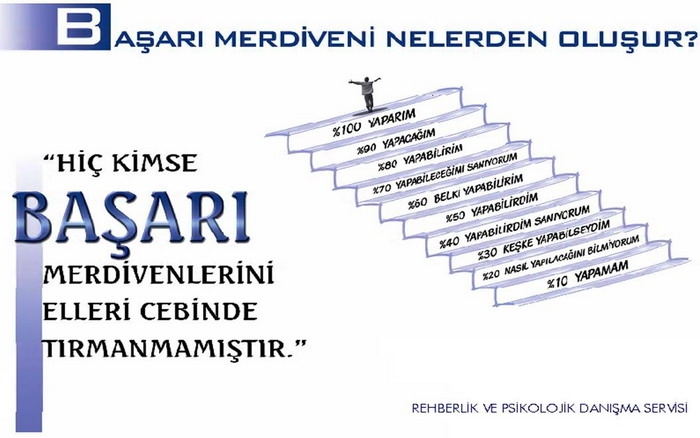 BAŞARI MERDİVENİ NELERDEN OLUŞUR?
%100 YAPARIM
%90 YAPACAĞIM
%80 YAPABİLİRİM
%70 YAPABİLECEĞİNİ SANIYORUM
%60 BELKİ YAPABİLİRİM
%50 YAPABİLİRDİM
%40 YAPABİLİRDİM SANIYORUM
%30 KEŞKE YAPABİLSEYDİM
%20 NASIL YAPILACAĞINI BİLMİYORUM
%10 YAPAMAM
“HİÇ KİMSE
BAŞARI
MERDİVENLERİNİ
ELLERİ CEBİNDE
TIRMANMAMIŞTIR.”
REHBERLİK VE PSİKOLOJİK DANIŞMA SERVİSİ